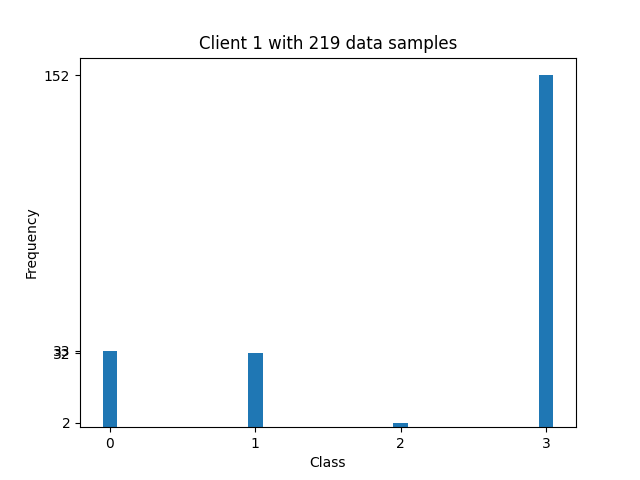 Client 1 with 219 data samples
152
33
32
2
Frequency
0 1 2 3
Class